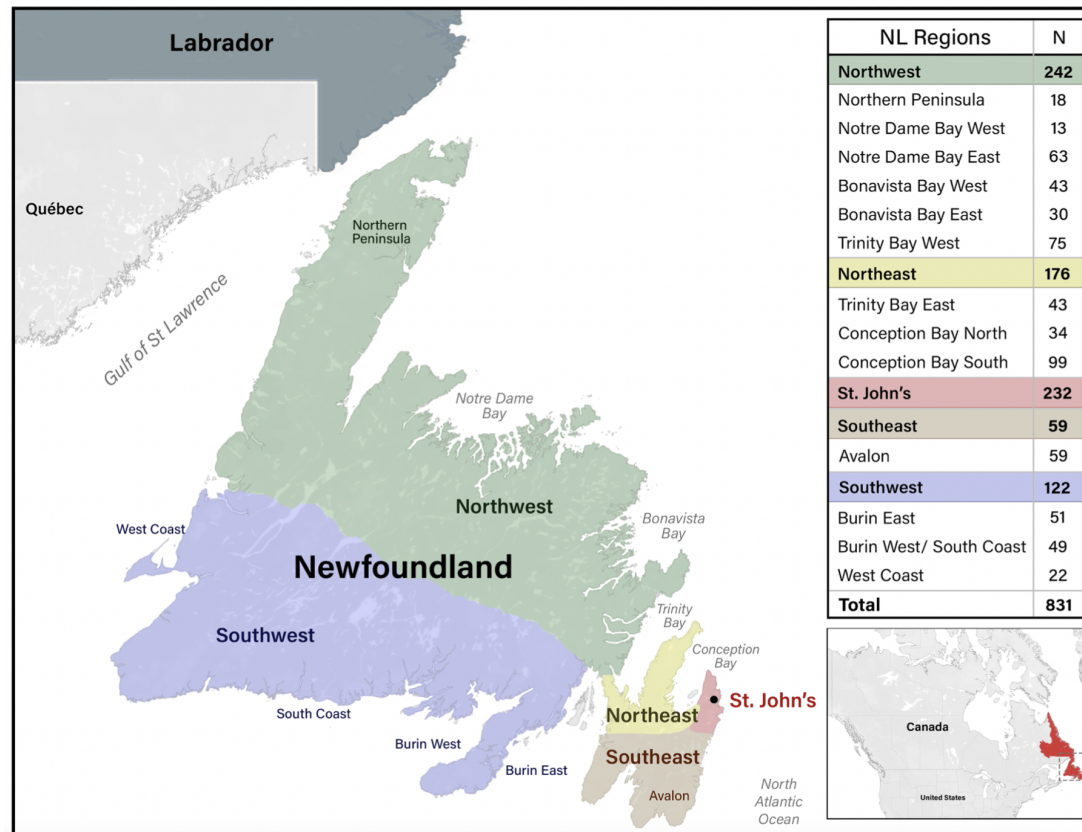 Labrador
Québec
Northern
Peninsula
Gulf of St Lawrence
Notre Dame
Bay
Northwest
Bonavista
Bay
West Coast
Newfoundland
Southwest
Trinity
Bay
Conception
Bay
St. John's
Northeast
South Coast
Burin West
Burin East
Southeast
Avalon
North
Atlantic
Ocean
NL Regions N
Northwest 242
Northern Peninsula 18
Notre Dame Bay West 13
Notre Dame Bay East 63
Bonavista Bay West 43
Bonavista Bay East 30
Trinity Bay West 75
Northeast 176
Trinity Bay East 43
Conception Bay North 34
Conception Bay South 99
St. John's 232
Southeast 59
Avalon 59
Southwest 122
Burin East 51
Burin West/ South Coast 49
West Coast 22
Total 831
Canada
United States